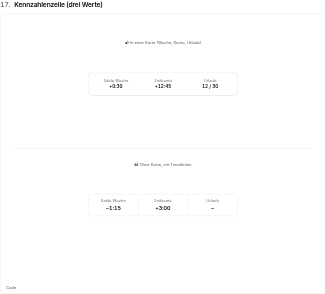 17. Kennzahlenzeile (drei Werte)
a) In einer Karte (Woche, Konto, Urlaub)
Saldo Woche Zeitkonto Urlaub
+0:30 +12:45 12 / 30
b) Ohne Karte, mit Trennlinien
Saldo Woche Zeitkonto Urlaub
−1:15 +3:00 –
Code